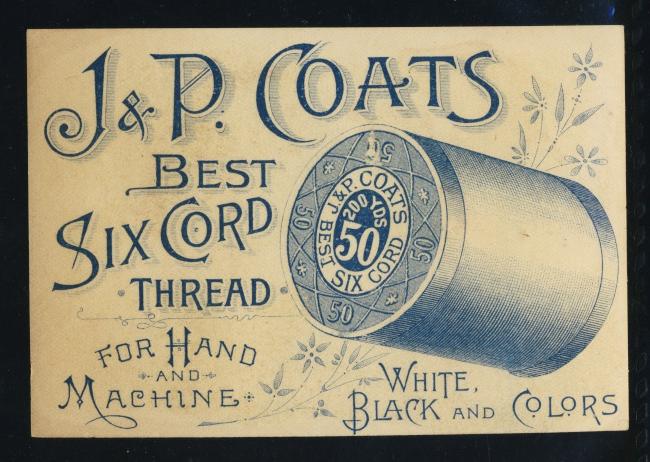 J. & P. COATS
BEST
SIX CORD
THREAD
FOR HAND
AND
MACHINE
J. & P. COATS
200 YDS
50
BEST SIX CORD
50
50
50
50
WHITE,
BLACK AND COLORS